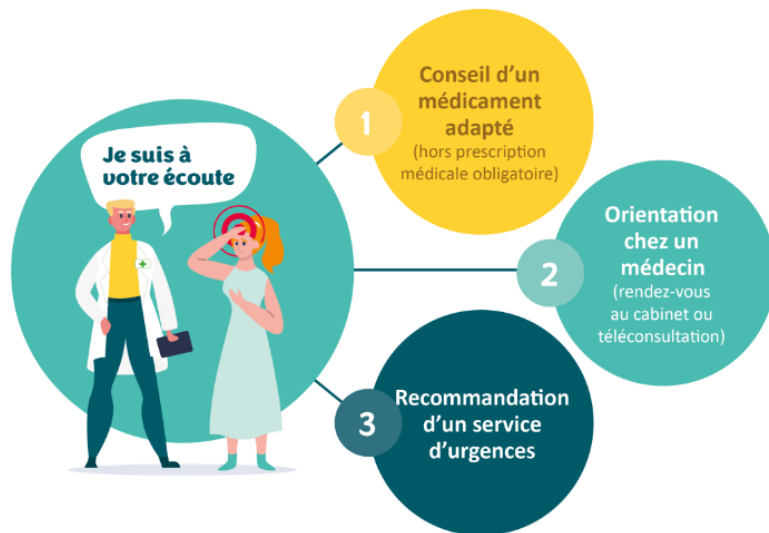 Je suis à
votre écoute
1
Conseil d’un
médicament
adapté
(hors prescription
médicale obligatoire)
2
Orientation
chez un
médecin
(rendez-vous
au cabinet ou
téléconsultation)
3
Recommandation
d’un service
d’urgences